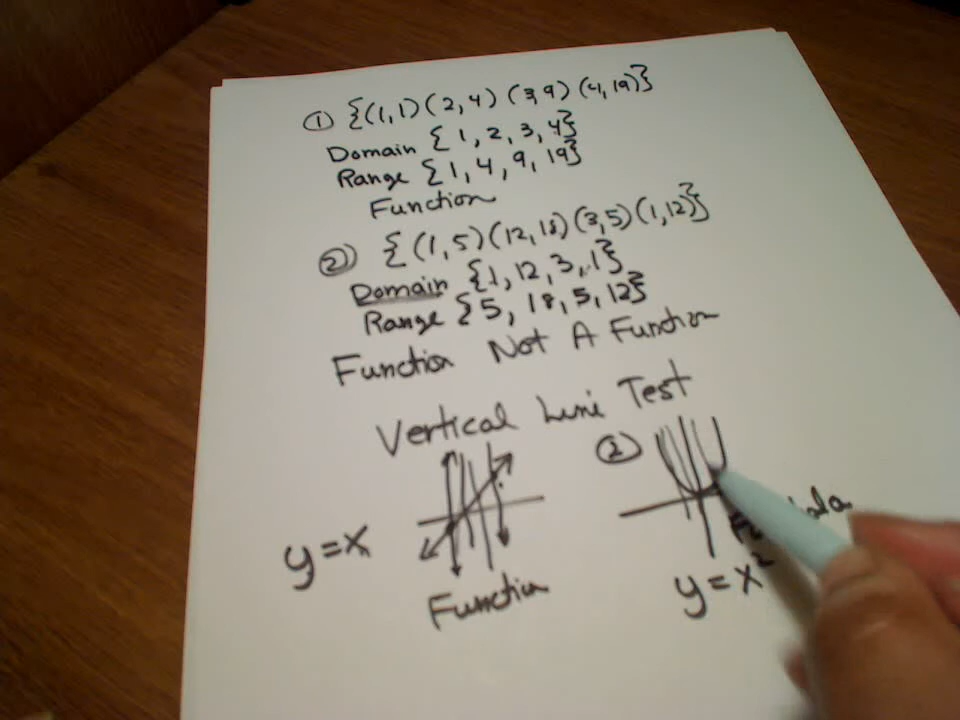 ① {(1,1)(2,4)(3,9)(4,19)}
Domain {1, 2, 3, 4}
Range {1, 4, 9, 19}
Function
② {(1,5)(12,18)(3,5)(1,12)}
Domain {1, 12, 3, 1}
Range {5, 18, 5, 12}
Function Not A Function
Vertical Line Test
②
y=x
Function
y=x²